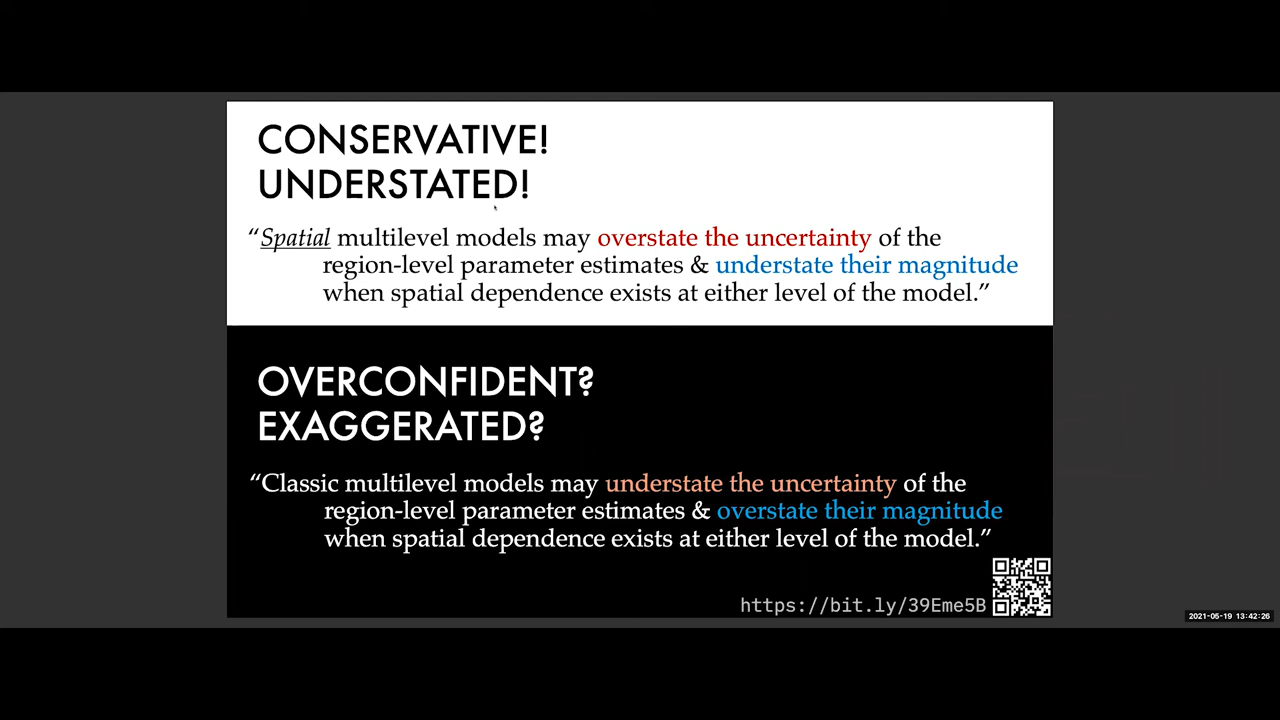 CONSERVATIVE!
UNDERSTATED!
“Spatial multilevel models may overstate the uncertainty of the
region-level parameter estimates & understate their magnitude
when spatial dependence exists at either level of the model.”
OVERCONFIDENT?
EXAGGERATED?
“Classic multilevel models may understate the uncertainty of the
region-level parameter estimates & overstate their magnitude
when spatial dependence exists at either level of the model.”
https://bit.ly/39Eme5B
2021-05-19 13:42:26